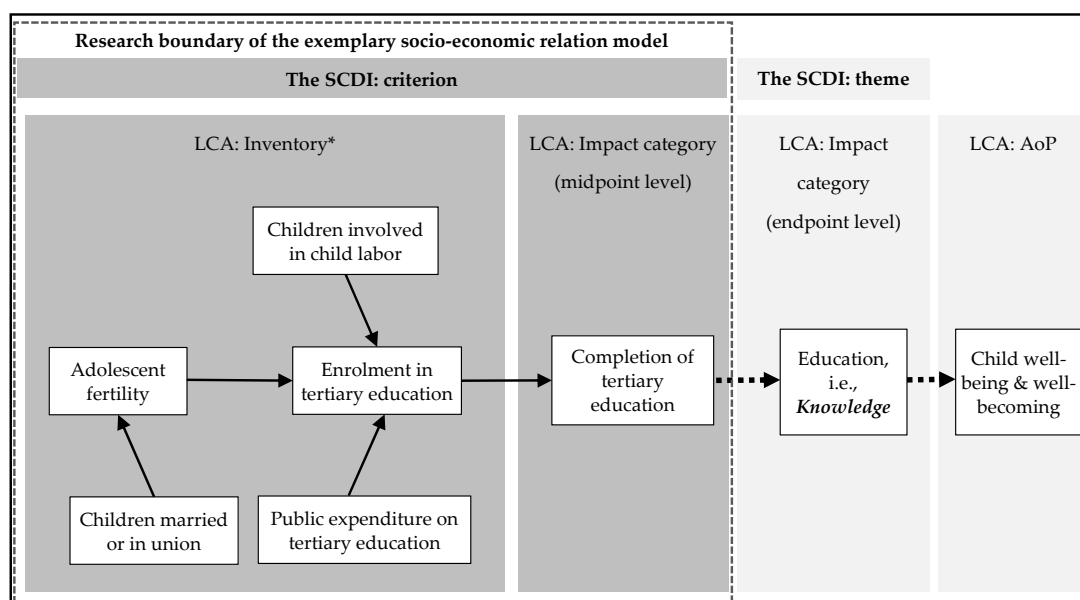 Research boundary of the exemplary socio-economic relation model
The SCDI: criterion
The SCDI: theme
LCA: Inventory*
LCA: Impact category
(midpoint level)
LCA: Impact
category
(endpoint level)
LCA: AoP
Children involved
in child labor
Adolescent
fertility
Enrolment in
tertiary education
Completion of
tertiary
education
Education,
i.e.,
Knowledge
Child well-
being & well-
becoming
Children married
or in union
Public expenditure on
tertiary education